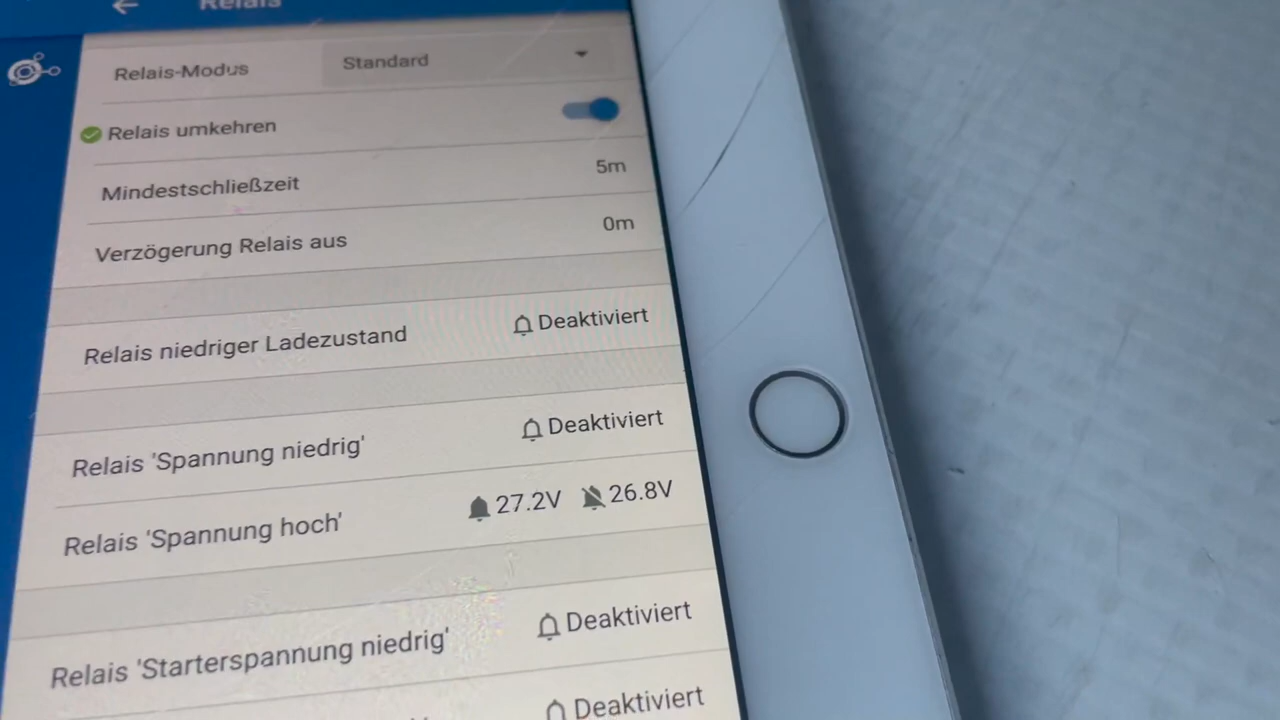 Relais
Relais-Modus Standard
Relais umkehren
Mindestschließzeit 5m
Verzögerung Relais aus 0m
Relais niedriger Ladezustand Deaktiviert
Relais 'Spannung niedrig' Deaktiviert
Relais 'Spannung hoch' 27.2V 26.8V
Relais 'Starterspannung niedrig' Deaktiviert
Deaktiviert